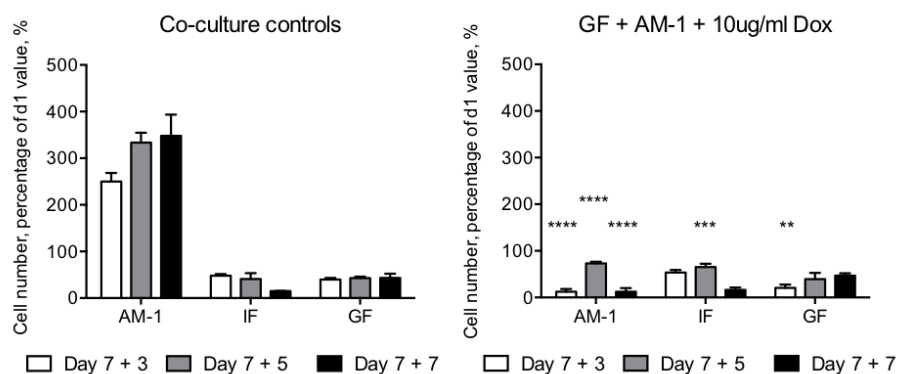 Co-culture controls
Cell number, percentage of d1 value, %
500
400
300
200
100
0
AM-1 IF GF
Day 7 + 3 Day 7 + 5 Day 7 + 7
GF + AM-1 + 10ug/ml Dox
Cell number, percentage of d1 value, %
500
400
300
200
100
0
****
**** **** *** **
AM-1 IF GF
Day 7 + 3 Day 7 + 5 Day 7 + 7